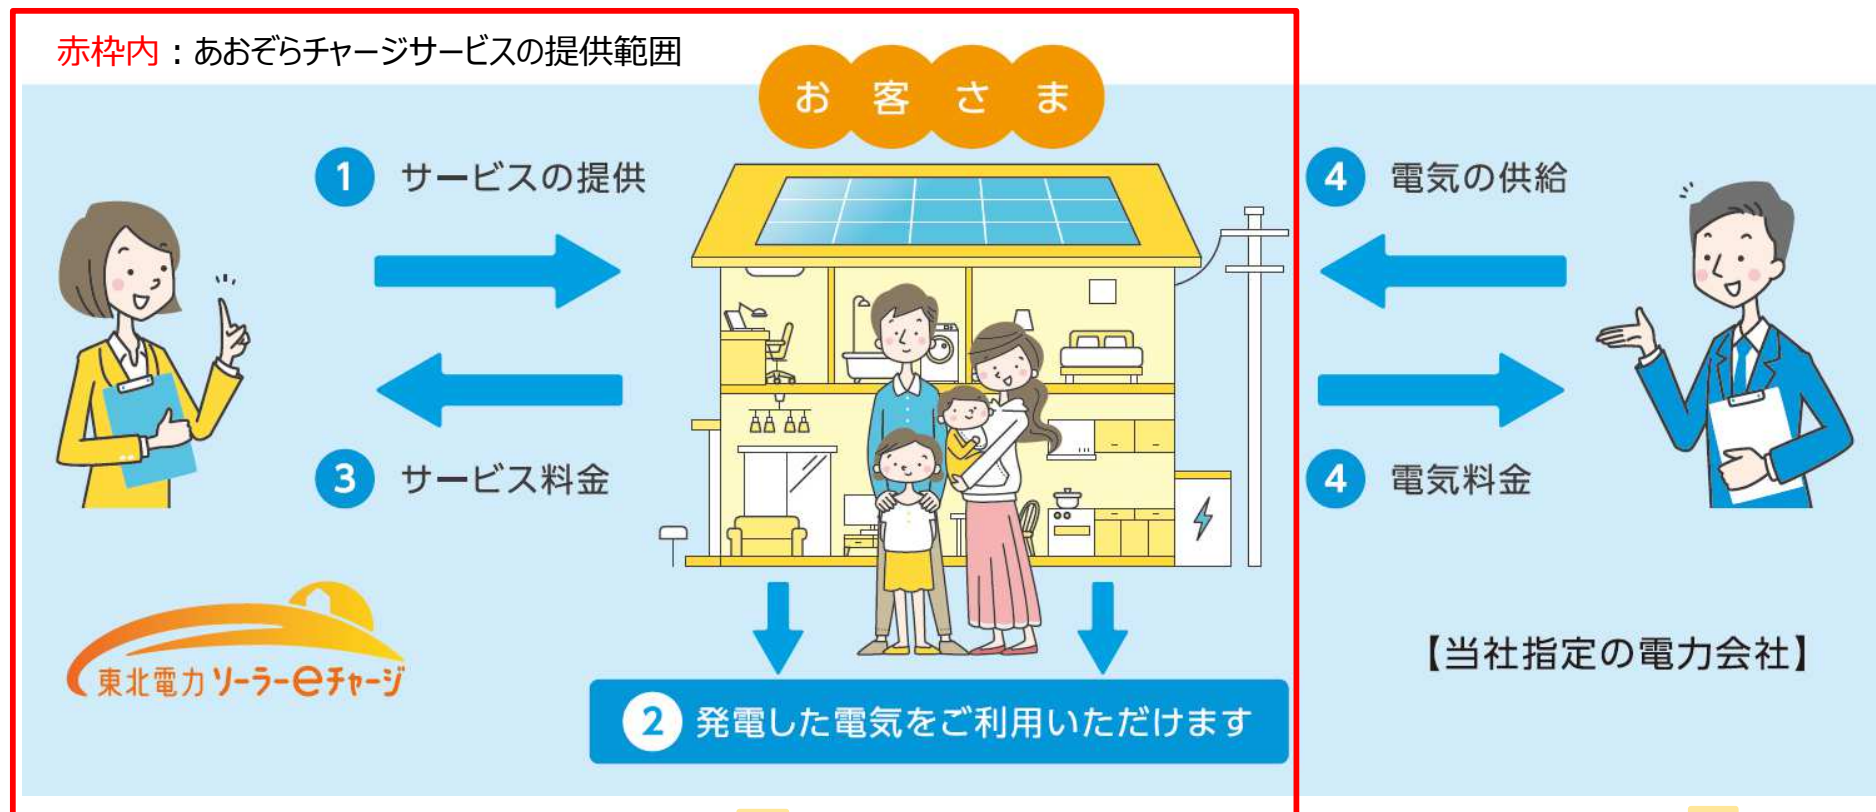 赤枠内：あおぞらチャージサービスの提供範囲
お客さま
1 サービスの提供
4 電気の供給
3 サービス料金
4 電気料金
東北電力ソーラーeチャージ
【当社指定の電力会社】
2 発電した電気をご利用いただけます